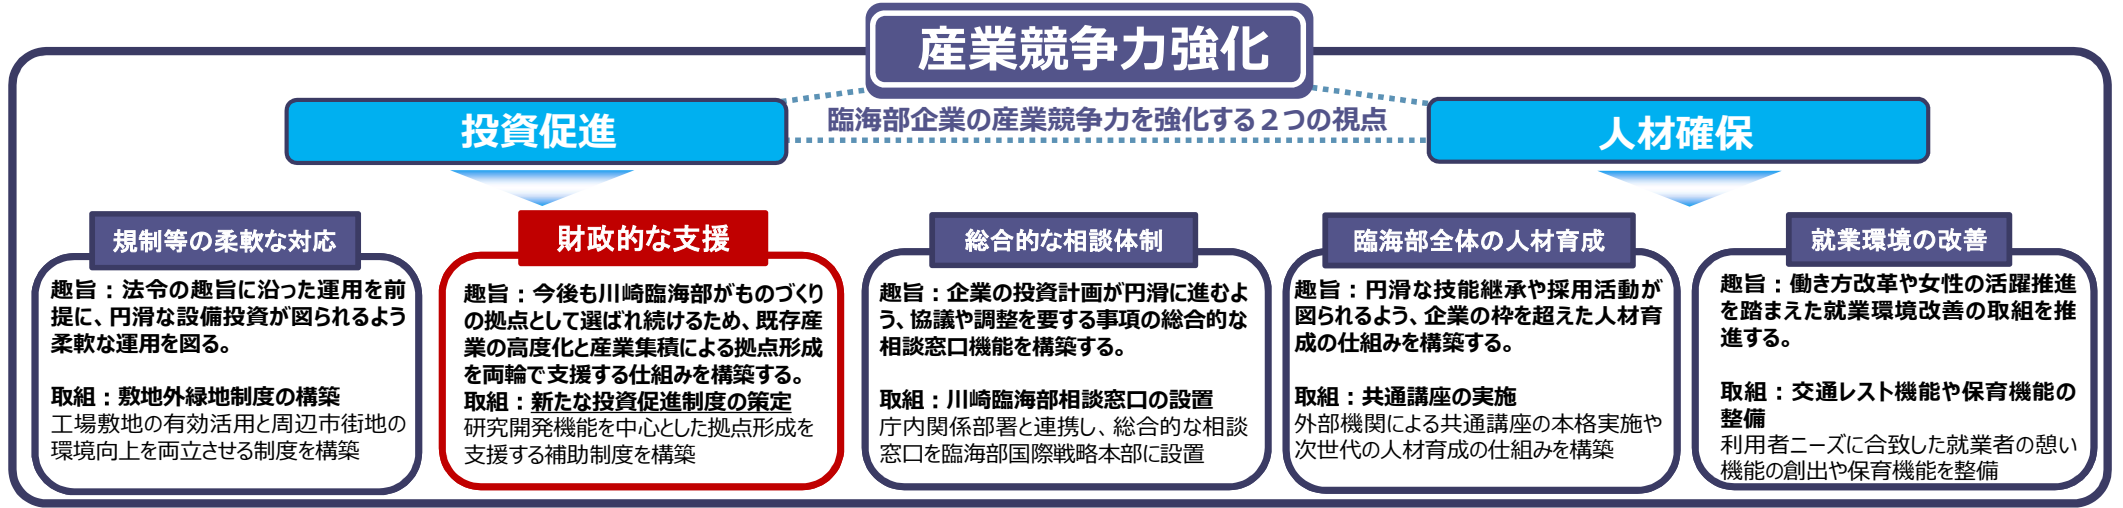 産業競争力強化
投資促進
臨海部企業の産業競争力を強化する２つの視点
人材確保
規制等の柔軟な対応
趣旨：法令の趣旨に沿った運用を前
提に、円滑な設備投資が図られるよう
柔軟な運用を図る。
取組：敷地外緑地制度の構築
工場敷地の有効活用と周辺市街地の
環境向上を両立させる制度を構築
財政的な支援
趣旨：今後も川崎臨海部がものづくり
の拠点として選ばれ続けるため、既存産
業の高度化と産業集積による拠点形成
を両輪で支援する仕組みを構築する。
取組：新たな投資促進制度の策定
研究開発機能を中心とした拠点形成を
支援する補助制度を構築
総合的な相談体制
趣旨：企業の投資計画が円滑に進むよ
う、協議や調整を要する事項の総合的な
相談窓口機能を構築する。
取組：川崎臨海部相談窓口の設置
庁内関係部署と連携し、総合的な相談
窓口を臨海部国際戦略本部に設置
臨海部全体の人材育成
趣旨：円滑な技能継承や採用活動が
図られるよう、企業の枠を超えた人材育
成の仕組みを構築する。
取組：共通講座の実施
外部機関による共通講座の本格実施や
次世代の人材育成の仕組みを構築
就業環境の改善
趣旨：働き方改革や女性の活躍推進
を踏まえた就業環境改善の取組を推
進する。
取組：交通レスト機能や保育機能の
整備
利用者ニーズに合致した就業者の憩い
機能の創出や保育機能を整備